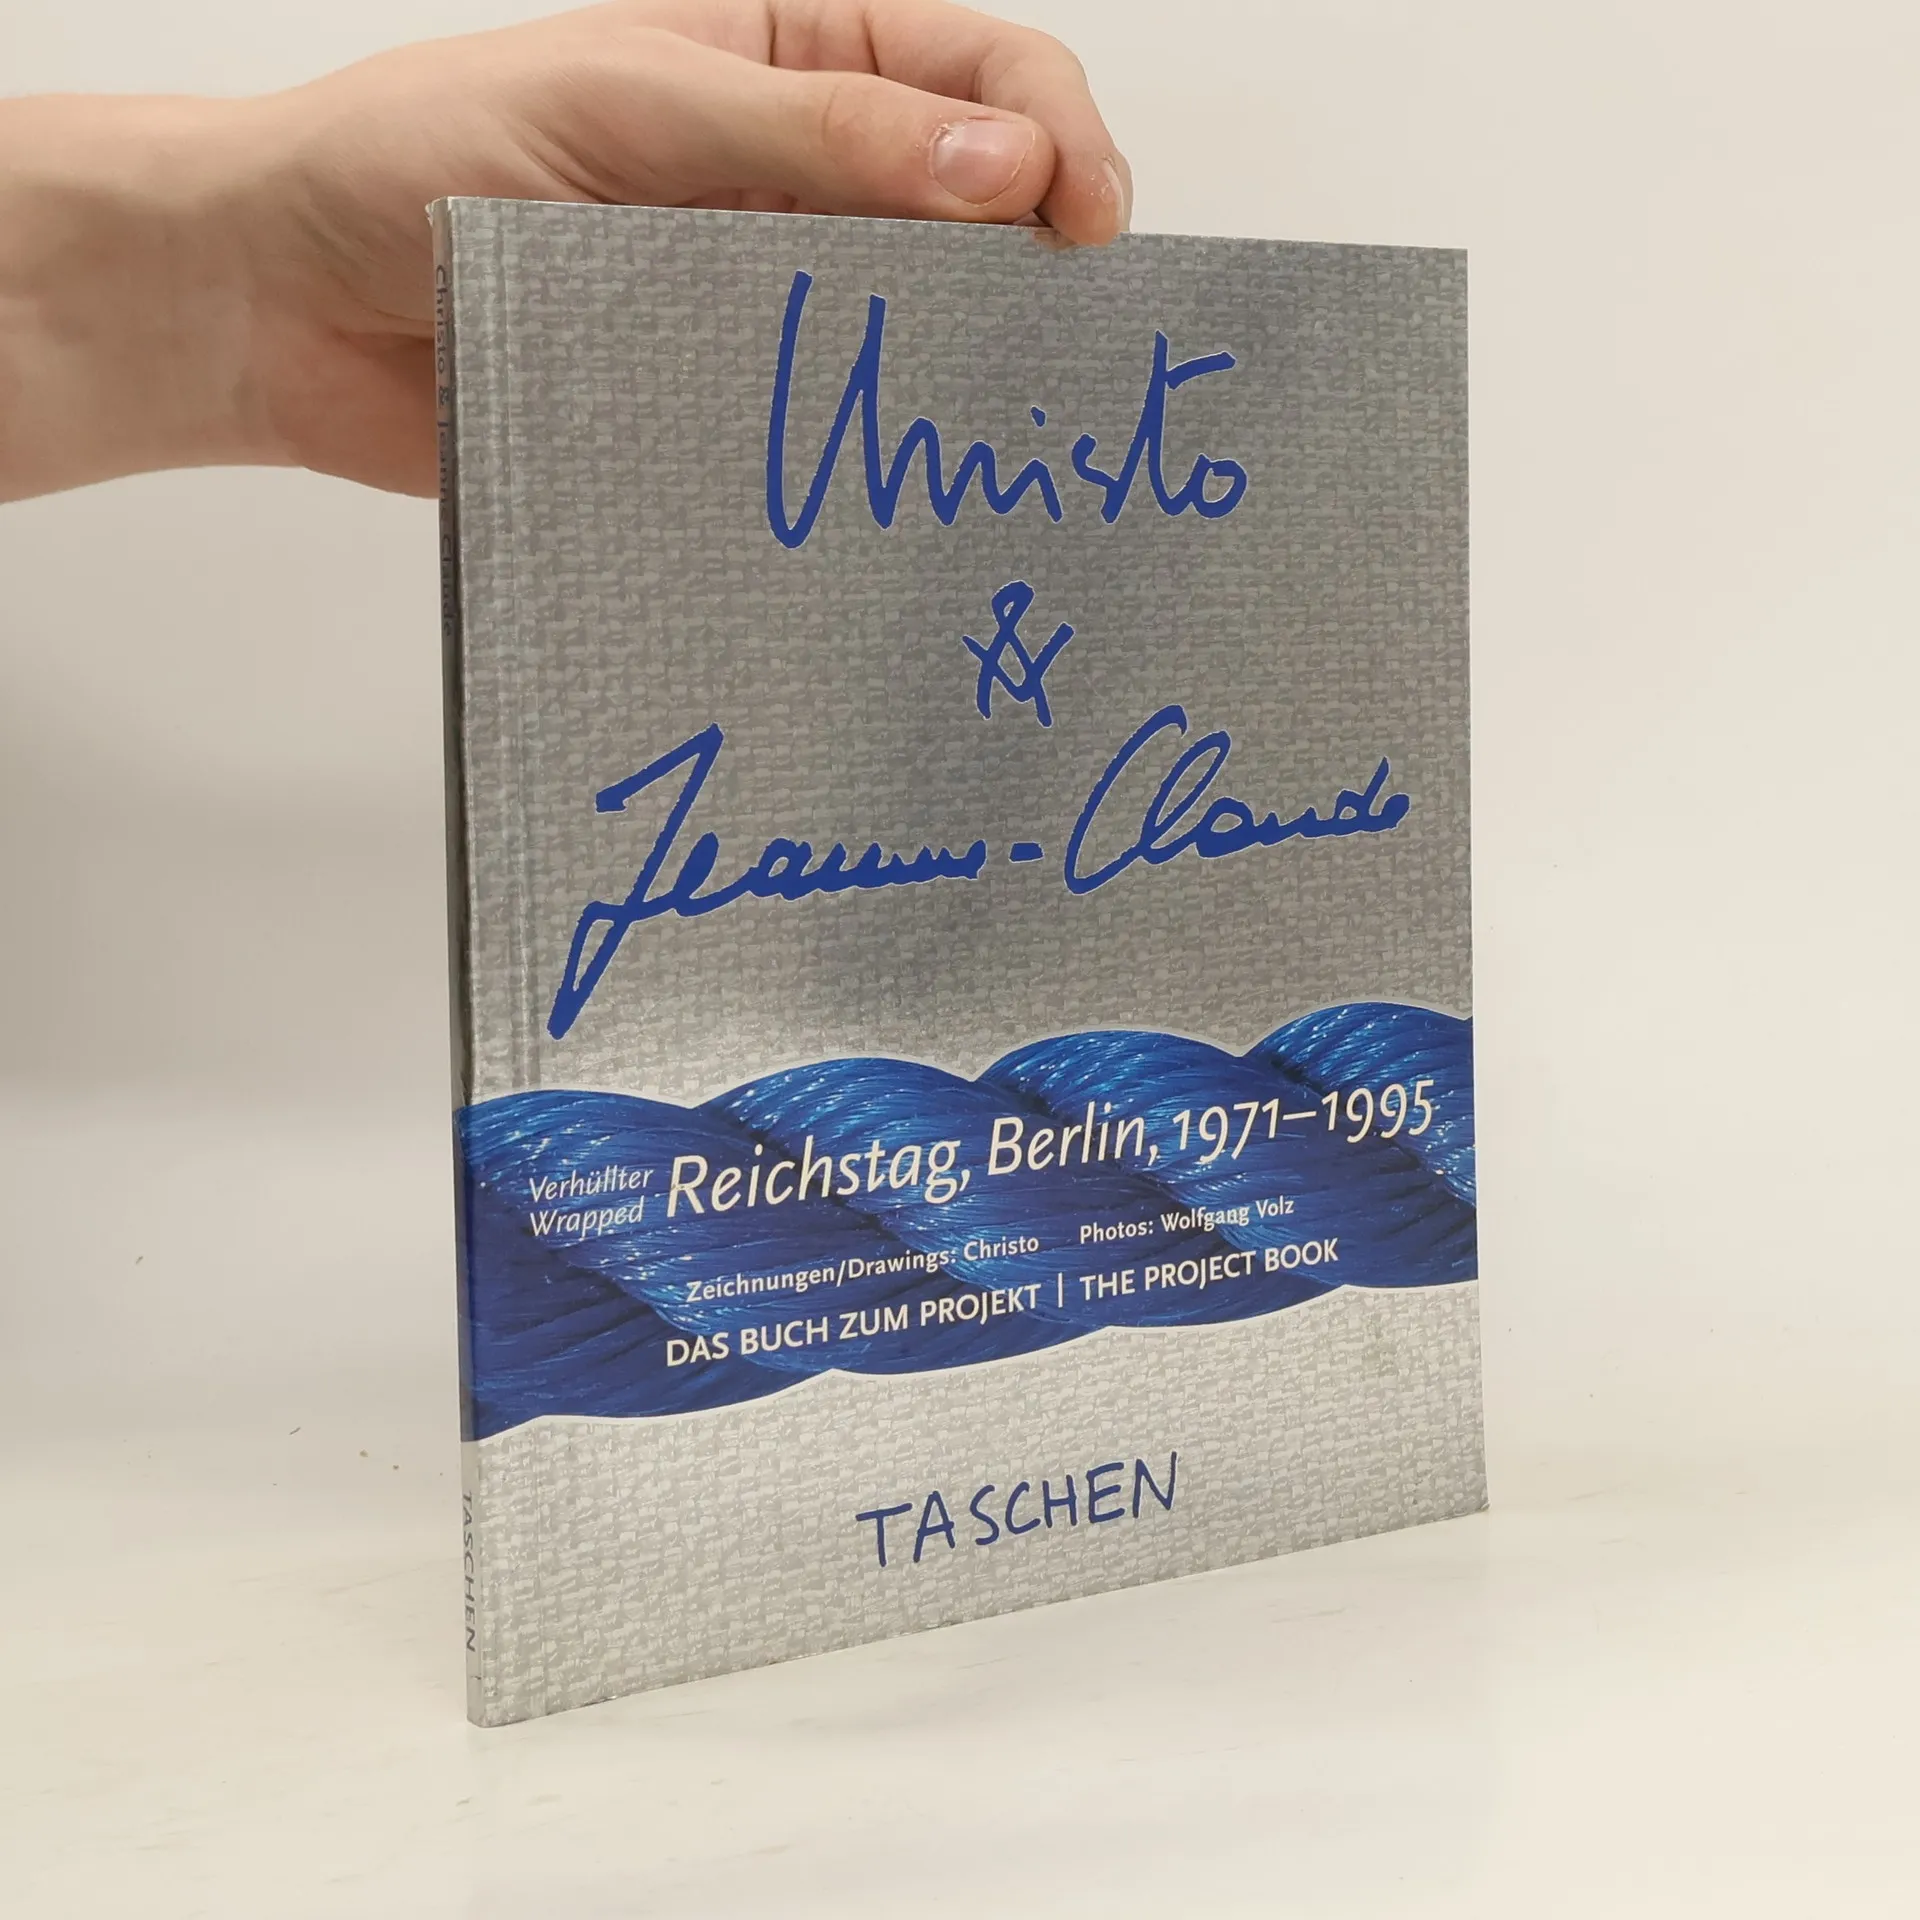 Christo
&
Jeanne-Claude
Verhüllter
Wrapped
Reichstag, Berlin, 1971–1995
Zeichnungen/Drawings: Christo Photos: Wolfgang Volz
DAS BUCH ZUM PROJEKT | THE PROJECT BOOK
TASCHEN
Christo & Jeanne-Claude
TASCHEN